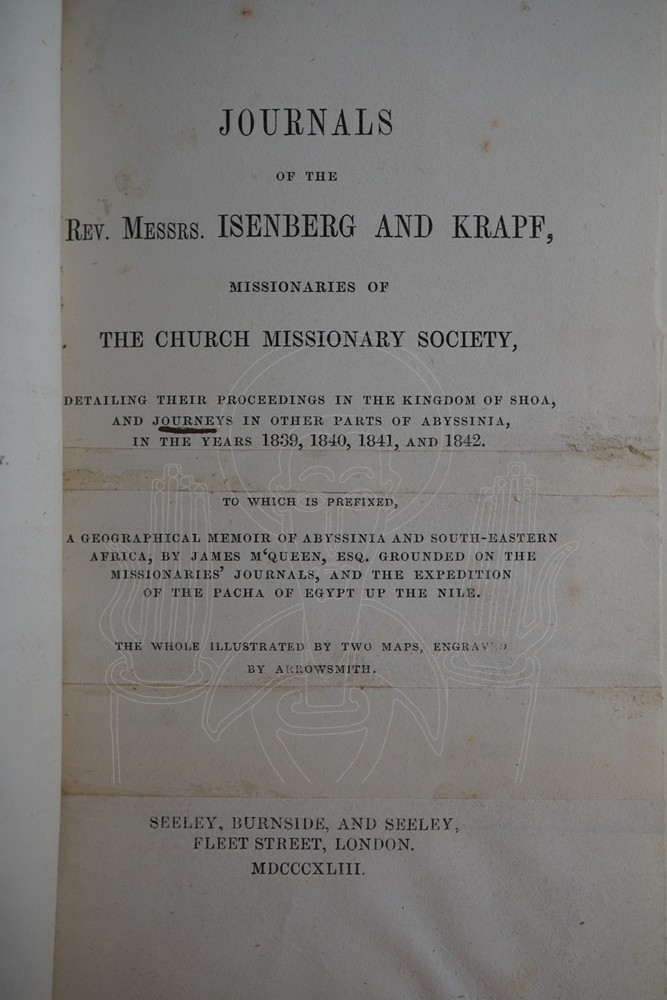 JOURNALS
OF THE
REV. MESSRS. ISENBERG AND KRAPF,
MISSIONARIES OF
THE CHURCH MISSIONARY SOCIETY,
DETAILING THEIR PROCEEDINGS IN THE KINGDOM OF SHOA,
AND JOURNEYS IN OTHER PARTS OF ABYSSINIA,
IN THE YEARS 1839, 1840, 1841, AND 1842.
TO WHICH IS PREFIXED,
A GEOGRAPHICAL MEMOIR OF ABYSSINIA AND SOUTH-EASTERN
AFRICA, BY JAMES MᶜQUEEN, ESQ. GROUNDED ON THE
MISSIONARIES' JOURNALS, AND THE EXPEDITION
OF THE PACHA OF EGYPT UP THE NILE.
THE WHOLE ILLUSTRATED BY TWO MAPS, ENGRAVED
BY ARROWSMITH.
SEELEY, BURNSIDE, AND SEELEY,
FLEET STREET, LONDON.
MDCCCXLIII.